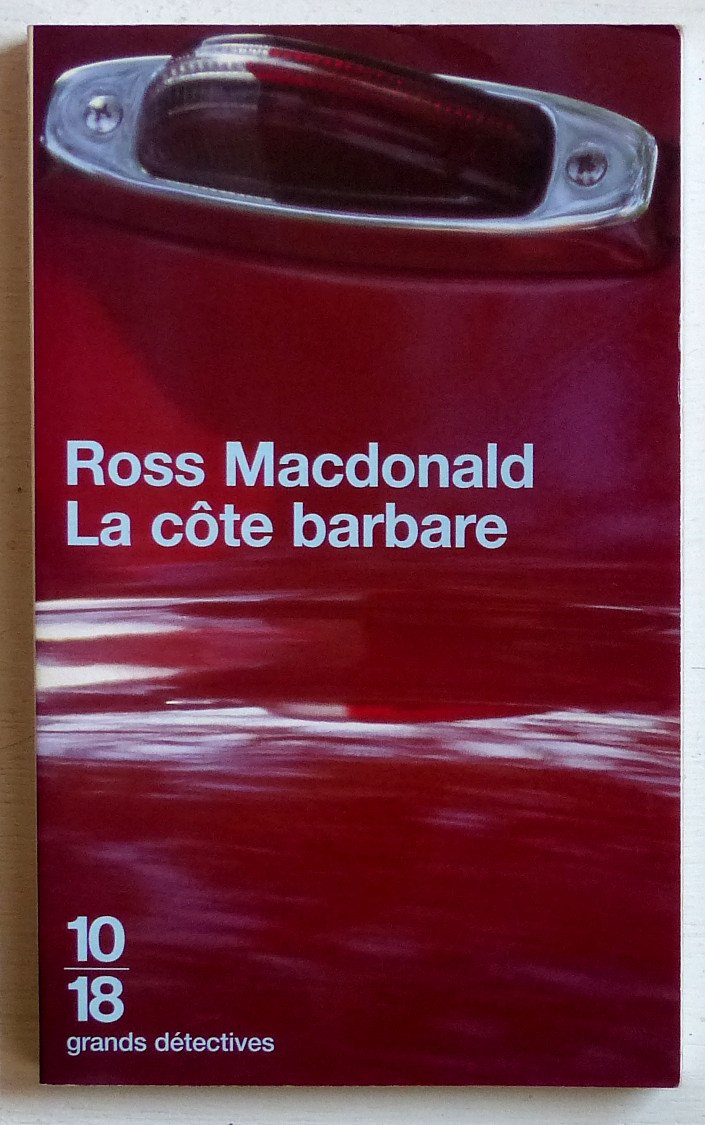 Ross Macdonald
La côte barbare
10
18
grands détectives